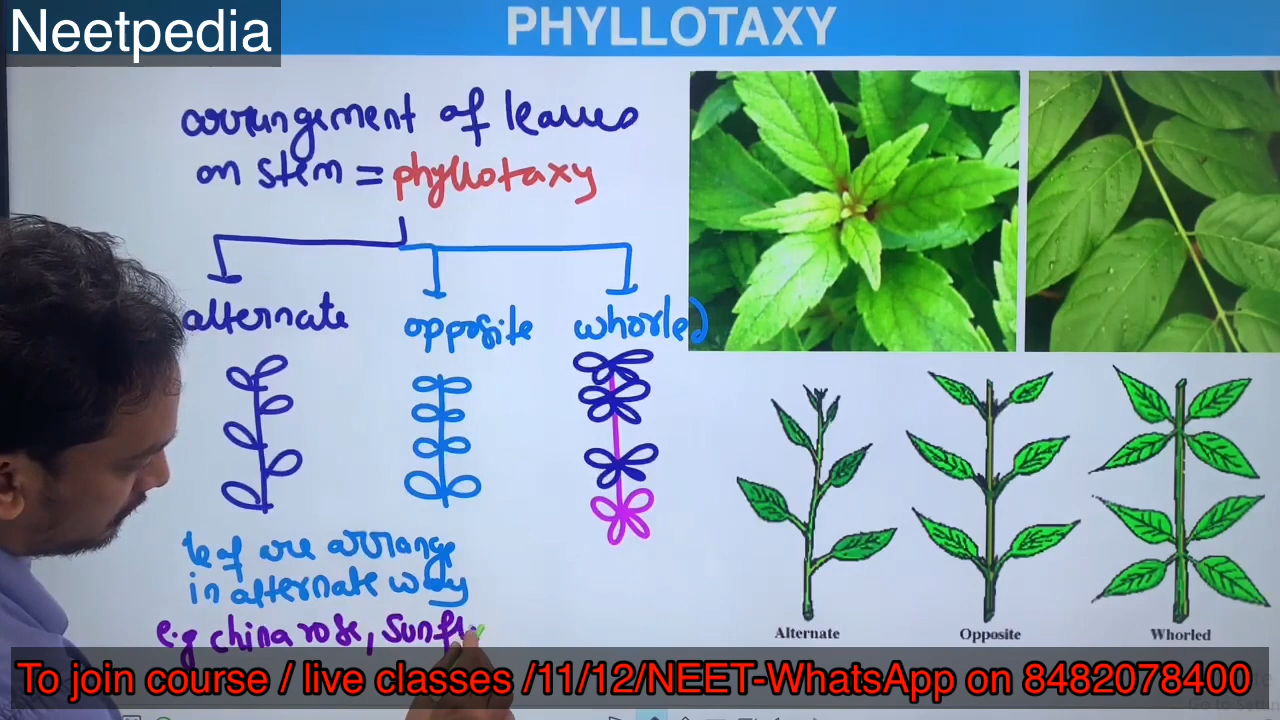 Neetpedia
PHYLLOTAXY
arrangement of leaves
on stem = phyllotaxy
alternate opposite whorled
leaf are arrange
in alternate way
e.g china rose, Sunfl
Alternate Opposite Whorled
To join course / live classes /11/12/NEET-WhatsApp on 8482078400